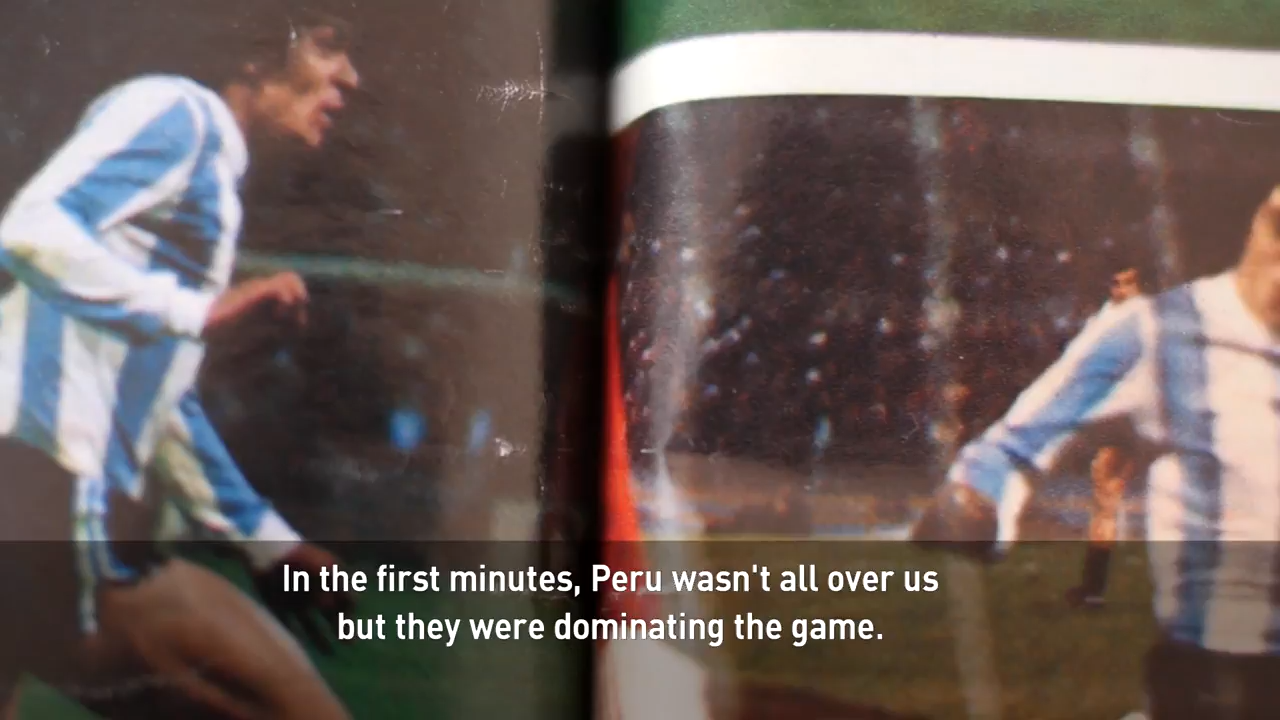 In the first minutes, Peru wasn't all over us
but they were dominating the game.